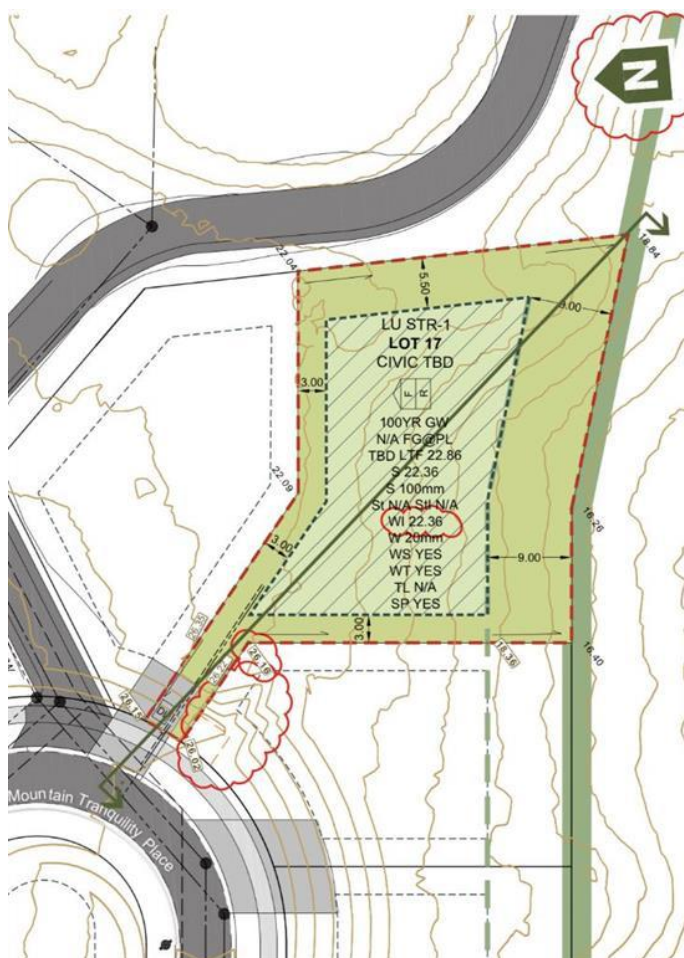 N
18.84
22.04
5.50
9.00
LU STR-1
LOT 17
CIVIC TBD
3.00
F R
100YR GW
N/A FG@PL
TBD LTF 22.86
S 22.36
S 100mm
St N/A Stl N/A
WI 22.36
W 20mm
WS YES
WT YES
TL N/A
SP YES
22.09
16.26
3.00
9.00
3.00
26.18
18.36
16.40
26.02
Mountain Tranquility Place